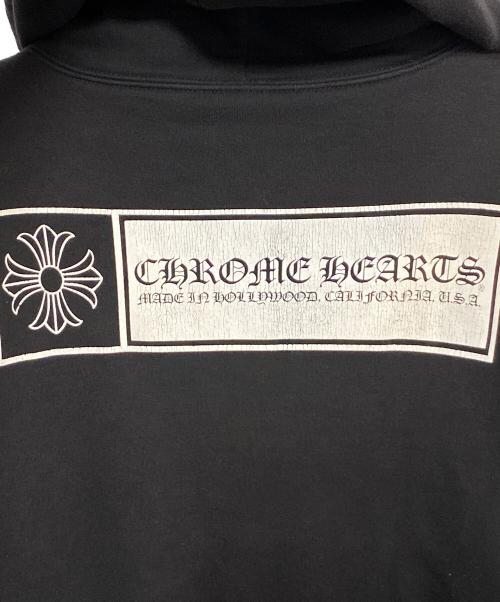 CHROME HEARTS®
MADE IN HOLLYWOOD, CALIFORNIA, U.S.A.